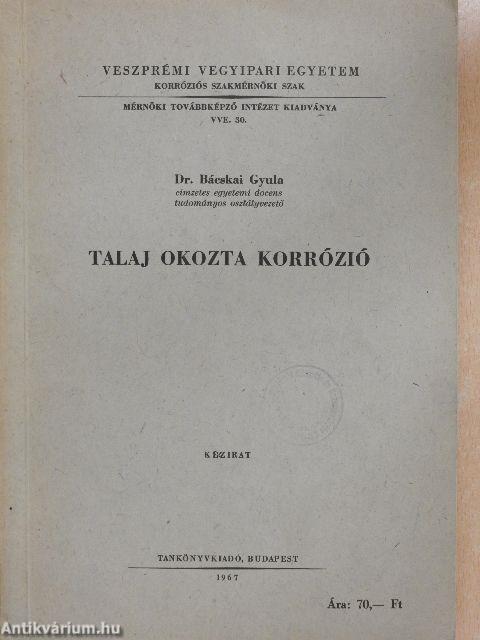 VESZPRÉMI VEGYIPARI EGYETEM
KORRÓZIÓS SZAKMÉRNÖKI SZAK
MÉRNÖKI TOVÁBBKÉPZŐ INTÉZET KIADVÁNYA
VVE. 30.
Dr. Bácskai Gyula
címzetes egyetemi docens
tudományos osztályvezető
TALAJ OKOZTA KORRÓZIÓ
KÉZIRAT
TANKÖNYVKIADÓ, BUDAPEST
1967
Ára: 70,— Ft
Antikvárium.hu